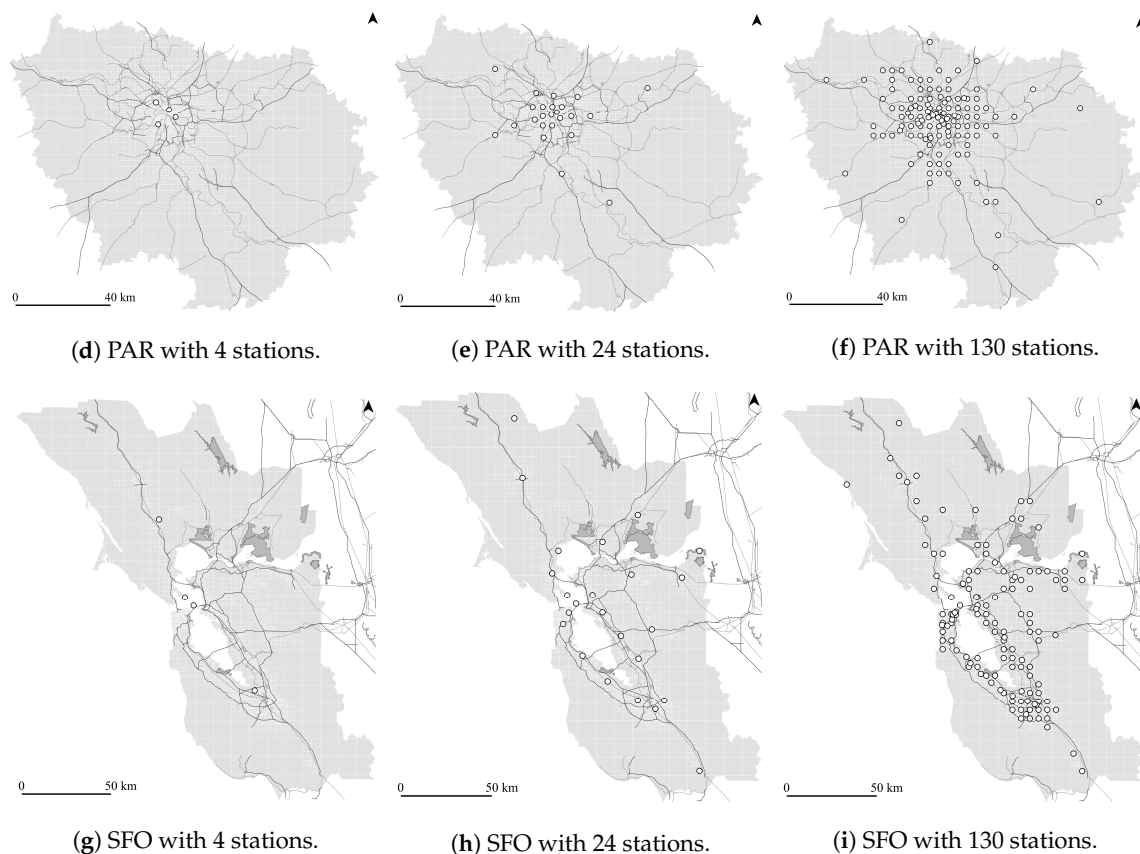 0 40 km 0 40 km 0 40 km
(d) PAR with 4 stations. (e) PAR with 24 stations. (f) PAR with 130 stations.
0 50 km 0 50 km 0 50 km
(g) SFO with 4 stations. (h) SFO with 24 stations. (i) SFO with 130 stations.